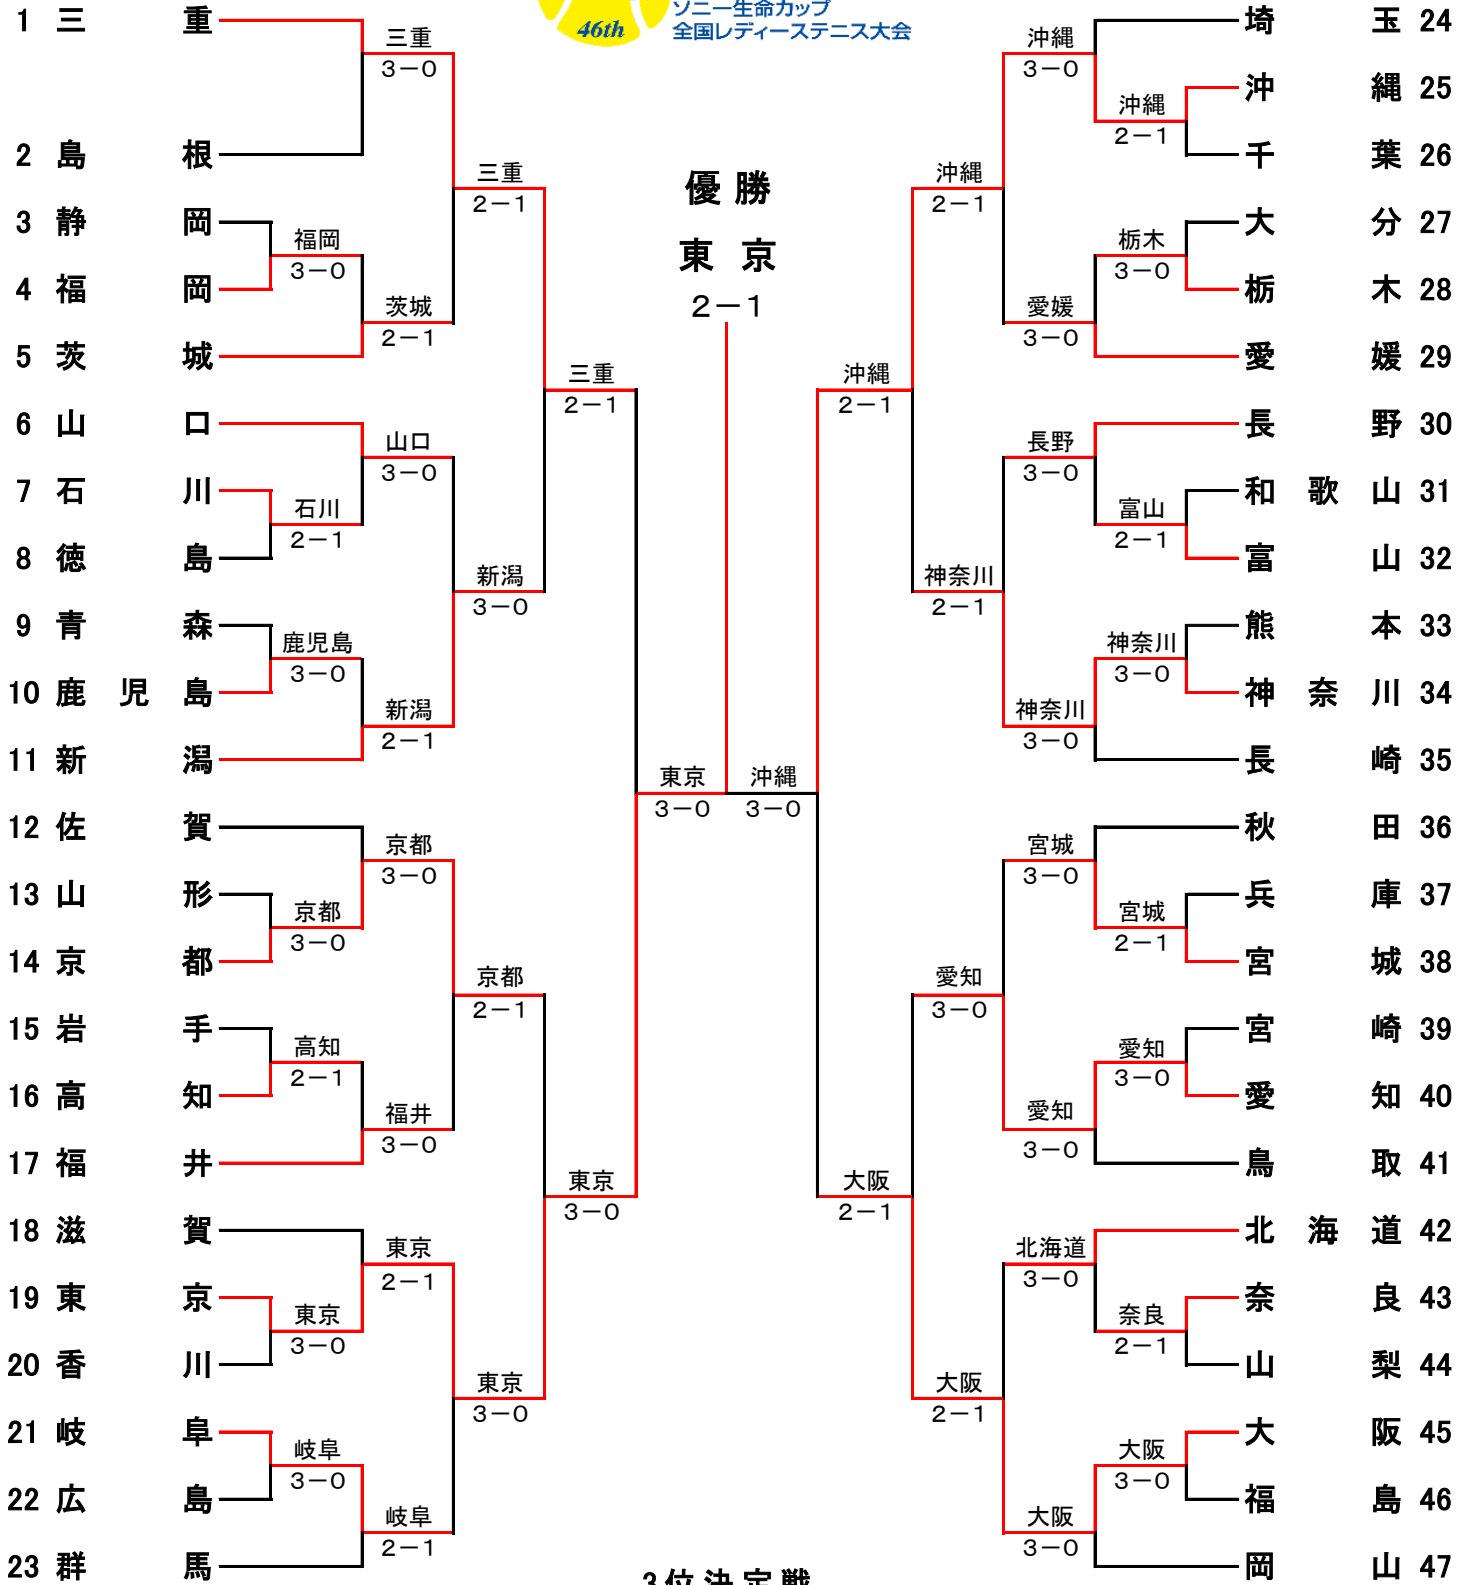 46th
ソニー生命カップ
全国レディーステニス大会
優勝
東京
2－1
1 三重
2 島根
3 静岡
4 福岡
5 茨城
6 山口
7 石川
8 徳島
9 青森
10 鹿児島
11 新潟
12 佐賀
13 山形
14 京都
15 岩手
16 高知
17 福井
18 滋賀
19 東京
20 香川
21 岐阜
22 広島
23 群馬
福岡
3－0
石川
2－1
鹿児島
3－0
京都
3－0
高知
2－1
東京
3－0
岐阜
3－0
三重
3－0
茨城
2－1
山口
3－0
新潟
2－1
京都
3－0
福井
3－0
東京
2－1
岐阜
2－1
三重
2－1
新潟
3－0
京都
2－1
東京
3－0
三重
2－1
東京
3－0
東京
3－0
沖縄
3－0
沖縄
2－1
大阪
2－1
沖縄
2－1
神奈川
2－1
愛知
3－0
大阪
2－1
沖縄
3－0
愛媛
3－0
長野
3－0
神奈川
3－0
宮城
3－0
愛知
3－0
北海道
3－0
大阪
3－0
沖縄
2－1
栃木
3－0
富山
2－1
神奈川
3－0
宮城
2－1
愛知
3－0
奈良
2－1
大阪
3－0
埼玉 24
沖縄 25
千葉 26
大分 27
栃木 28
愛媛 29
長野 30
和歌山 31
富山 32
熊本 33
神奈川 34
長崎 35
秋田 36
兵庫 37
宮城 38
宮崎 39
愛知 40
鳥取 41
北海道 42
奈良 43
山梨 44
大阪 45
福島 46
岡山 47
3位決定戦